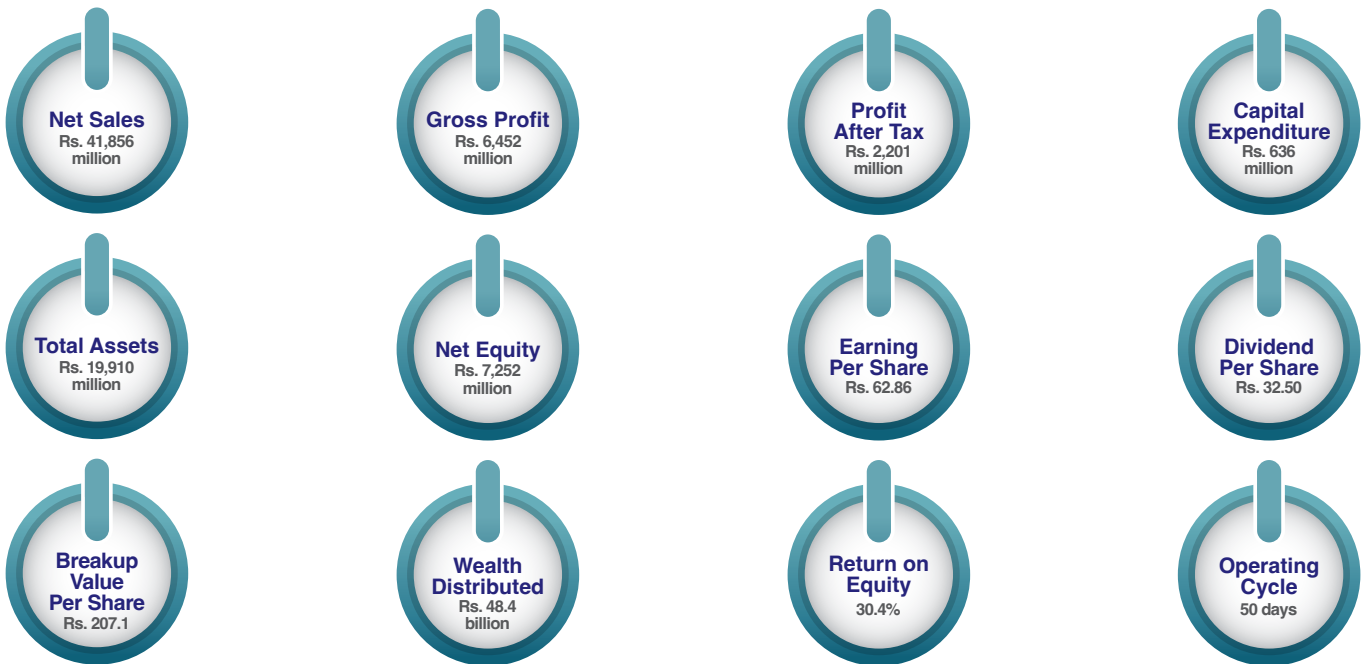 Net Sales
Rs. 41,856
million
Gross Profit
Rs. 6,452
million
Profit
After Tax
Rs. 2,201
million
Capital
Expenditure
Rs. 636
million
Total Assets
Rs. 19,910
million
Net Equity
Rs. 7,252
million
Earning
Per Share
Rs. 62.86
Dividend
Per Share
Rs. 32.50
Breakup
Value
Per Share
Rs. 207.1
Wealth
Distributed
Rs. 48.4
billion
Return on
Equity
30.4%
Operating
Cycle
50 days